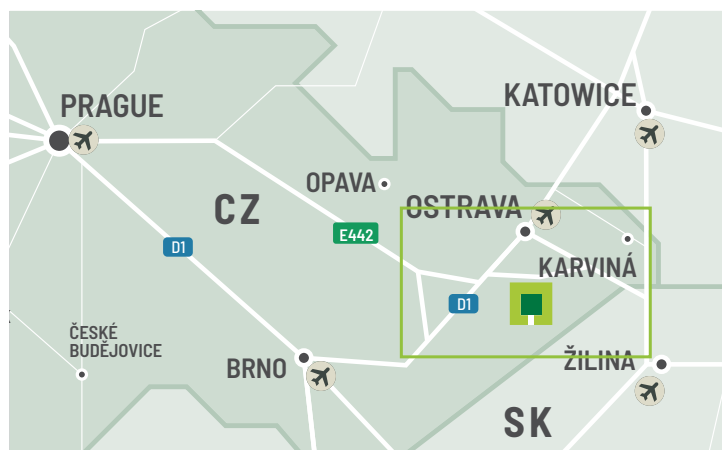 PRAGUE
KATOWICE
OPAVA
CZ
OSTRAVA
E442
D1
KARVINÁ
D1
ČESKÉ
BUDĚJOVICE
BRNO
ŽILINA
SK